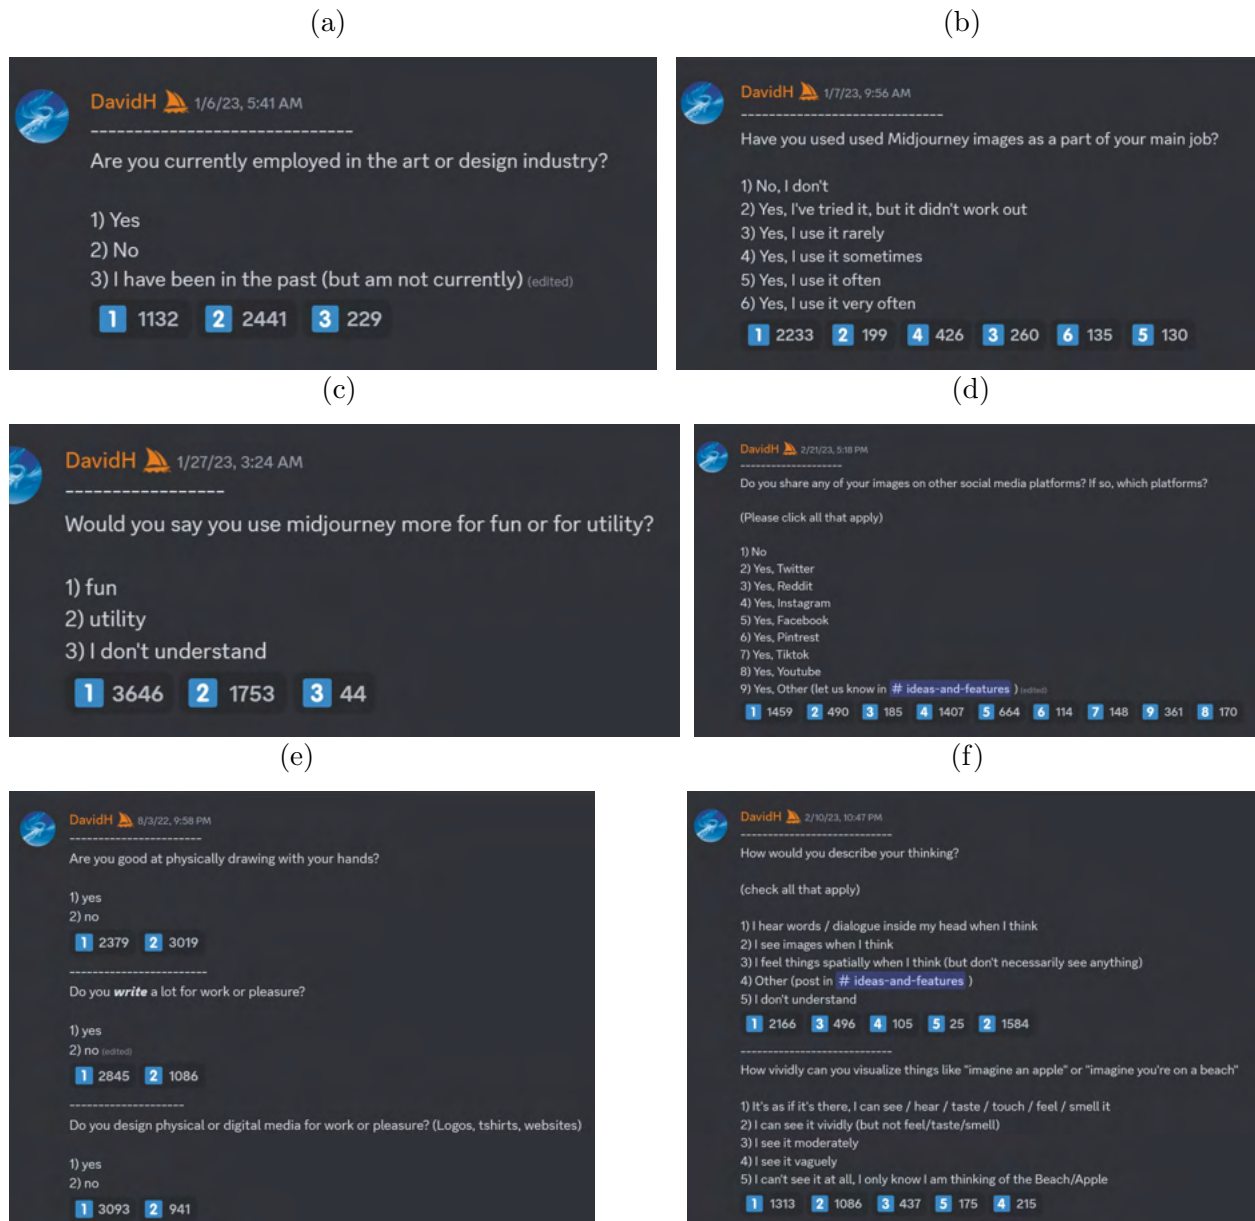 (a)
DavidH 1/6/23, 5:41 AM
------------------------------
Are you currently employed in the art or design industry?
1) Yes
2) No
3) I have been in the past (but am not currently) (edited)
1 1132 2 2441 3 229
(b)
DavidH 1/7/23, 9:56 AM
------------------------------
Have you used used Midjourney images as a part of your main job?
1) No, I don't
2) Yes, I've tried it, but it didn't work out
3) Yes, I use it rarely
4) Yes, I use it sometimes
5) Yes, I use it often
6) Yes, I use it very often
1 2233 2 199 4 426 3 260 6 135 5 130
(c)
DavidH 1/27/23, 3:24 AM
-----------------
Would you say you use midjourney more for fun or for utility?
1) fun
2) utility
3) I don't understand
1 3646 2 1753 3 44
(d)
DavidH 2/21/23, 5:18 PM
--------------------
Do you share any of your images on other social media platforms? If so, which platforms?
(Please click all that apply)
1) No
2) Yes, Twitter
3) Yes, Reddit
4) Yes, Instagram
5) Yes, Facebook
6) Yes, Pintrest
7) Yes, Tiktok
8) Yes, Youtube
9) Yes, Other (let us know in # ideas-and-features ) (edited)
1 1459 2 490 3 185 4 1407 5 664 6 114 7 148 9 361 8 170
(e)
DavidH 8/3/22, 9:58 PM
-----------------------
Are you good at physically drawing with your hands?
1) yes
2) no
1 2379 2 3019
------------------------
Do you write a lot for work or pleasure?
1) yes
2) no (edited)
1 2845 2 1086
--------------------
Do you design physical or digital media for work or pleasure? (Logos, tshirts, websites)
1) yes
2) no
1 3093 2 941
(f)
DavidH 2/10/23, 10:47 PM
---------------------------
How would you describe your thinking?
(check all that apply)
1) I hear words / dialogue inside my head when I think
2) I see images when I think
3) I feel things spatially when I think (but don't necessarily see anything)
4) Other (post in # ideas-and-features )
5) I don't understand
1 2166 3 496 4 105 5 25 2 1584
---------------------------
How vividly can you visualize things like "imagine an apple" or "imagine you're on a beach"
1) It's as if it's there, I can see / hear / taste / touch / feel / smell it
2) I can see it vividly (but not feel/taste/smell)
3) I see it moderately
4) I see it vaguely
5) I can't see it at all, I only know I am thinking of the Beach/Apple
1 1313 2 1086 3 437 5 175 4 215